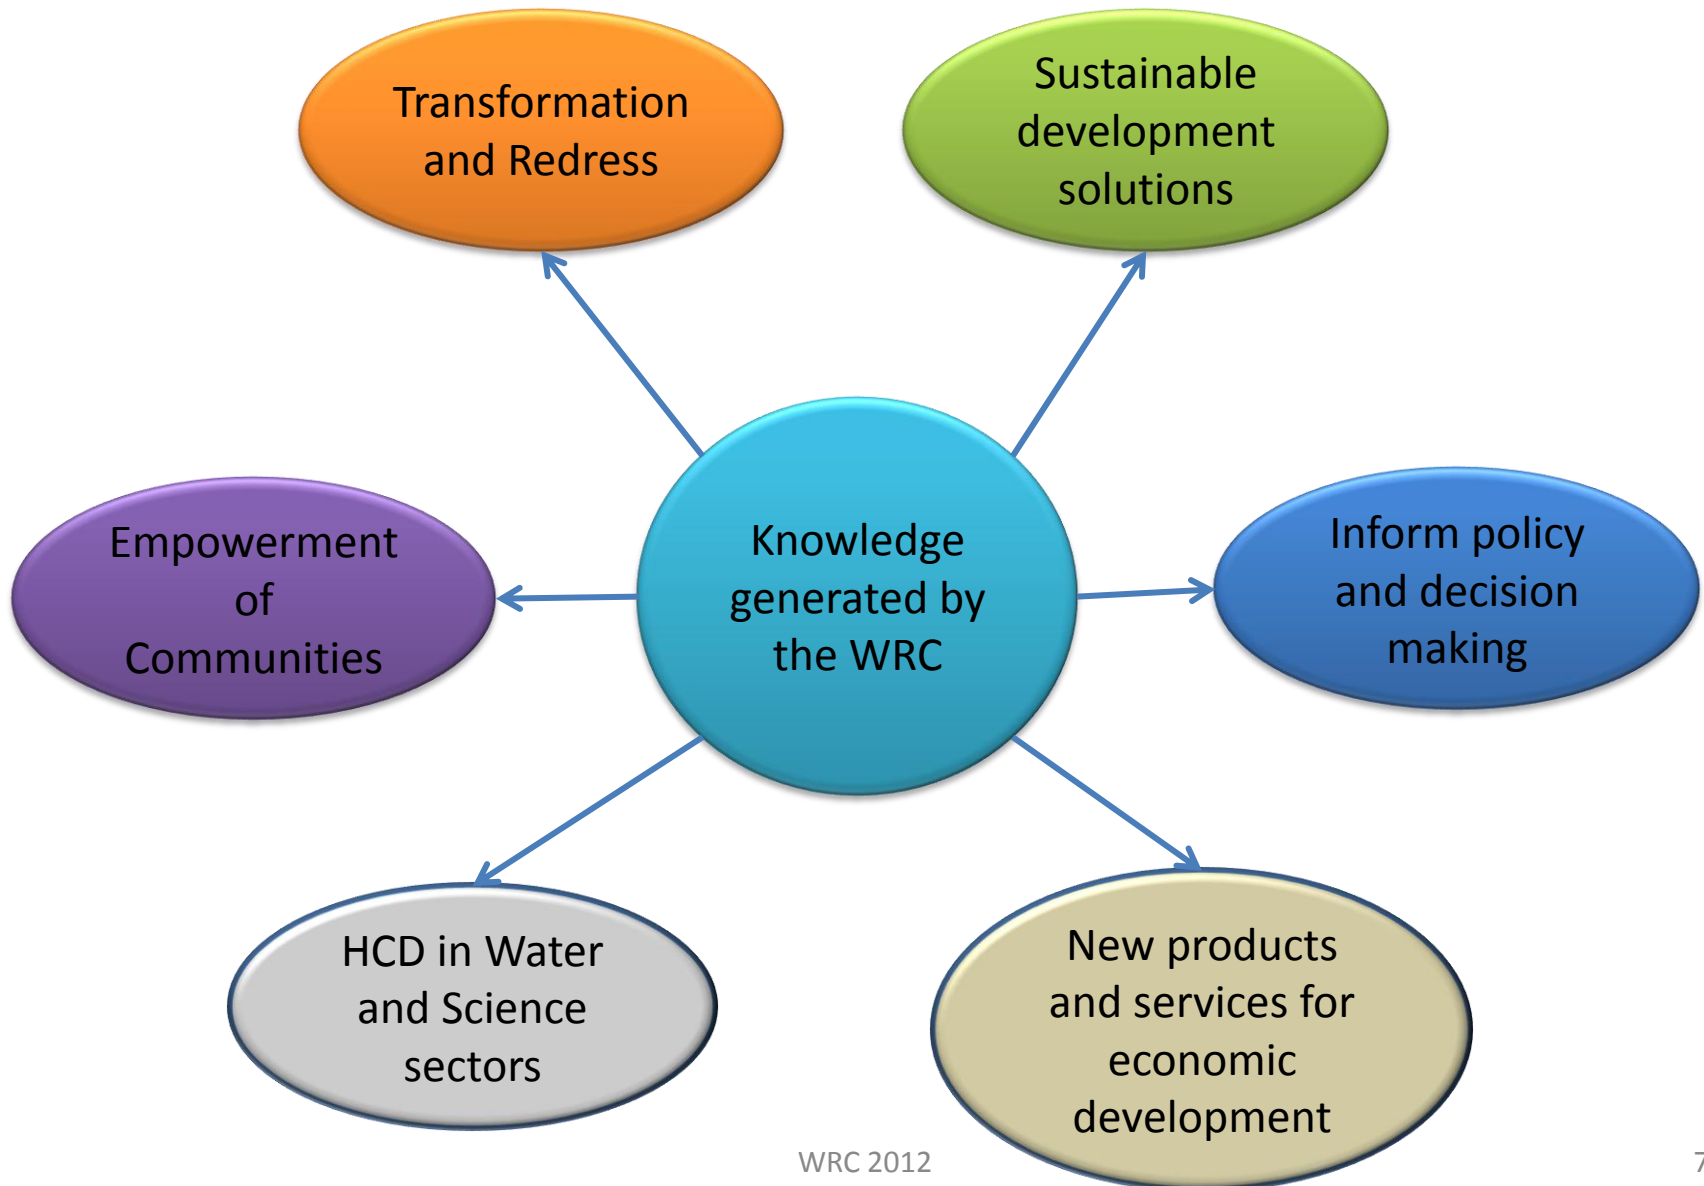 Transformation
and Redress
Sustainable
development
solutions
Empowerment
of
Communities
Knowledge
generated by
the WRC
Inform policy
and decision
making
HCD in Water
and Science
sectors
New products
and services for
economic
development
WRC 2012
7